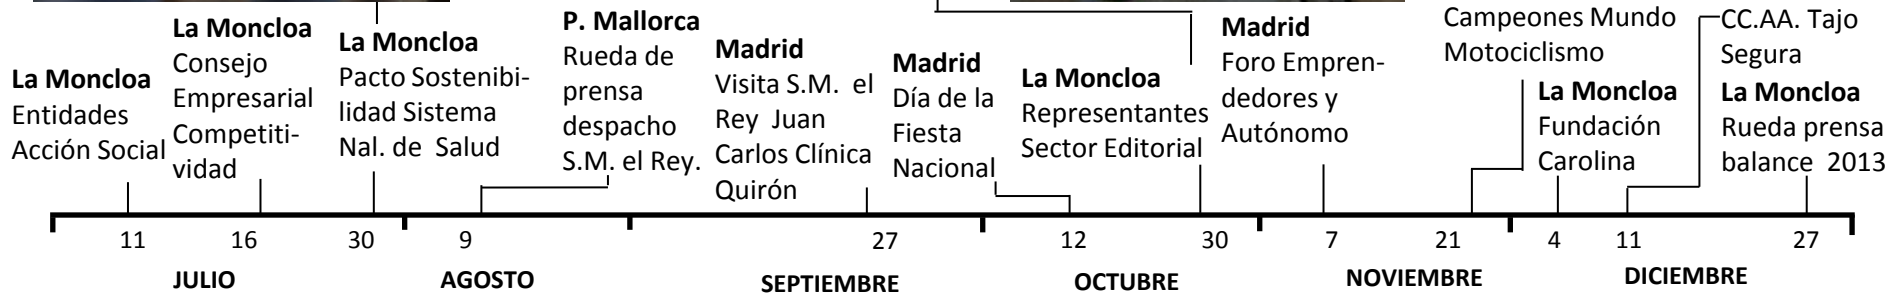 La Moncloa
Entidades
Acción Social
La Moncloa
Consejo
Empresarial
Competiti-
vidad
La Moncloa
Pacto Sostenibi-
lidad Sistema
Nal. de Salud
P. Mallorca
Rueda de
prensa
despacho
S.M. el Rey.
Madrid
Visita S.M. el
Rey Juan
Carlos Clínica
Quirón
Madrid
Día de la
Fiesta
Nacional
La Moncloa
Representantes
Sector Editorial
Madrid
Foro Empren-
dedores y
Autónomo
Campeones Mundo
Motociclismo
La Moncloa
Fundación
Carolina
CC.AA. Tajo
Segura
La Moncloa
Rueda prensa
balance 2013
11 16 30 9 27 12 30 7 21 4 11 27
JULIO AGOSTO SEPTIEMBRE OCTUBRE NOVIEMBRE DICIEMBRE